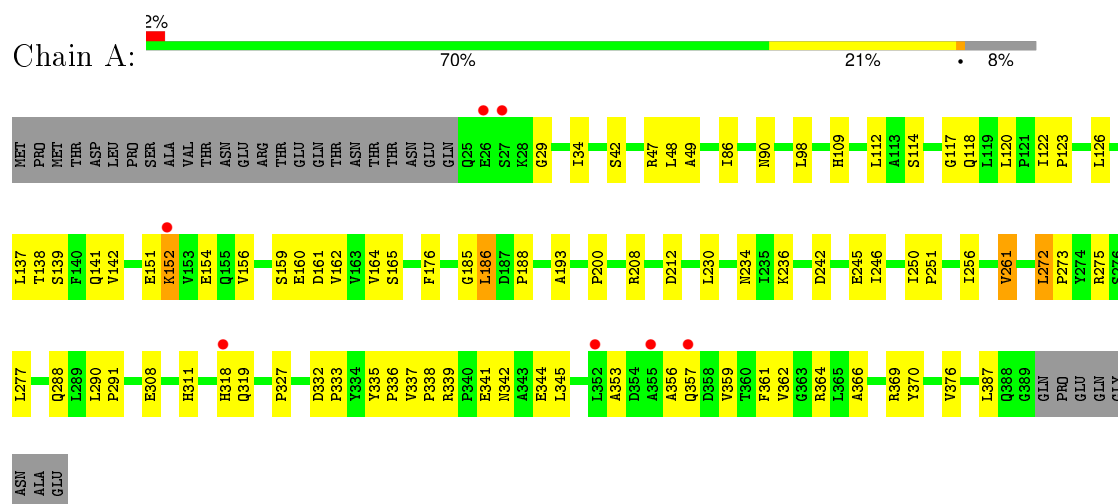 2%
Chain A:
70% 21% • 8%
MET PRO MET THR ASP LEU PRO SER ALA VAL THR ASN GLU ARG THR GLU GLN THR ASN THR THR ASN GLU GLN Q25 E26 S27 K28 G29 I34 S42 R47 L48 A49 I86 N90 L98 H109 L112 A113 S114 G117 Q118 L119 L120 P121 I122 P123 L126
L137 T138 S139 F140 Q141 V142 E151 K152 V153 E154 Q155 V156 S159 E160 D161 V162 V163 V164 S165 F176 G185 L186 D187 P188 A193 P200 R208 D212 L230 N234 I235 K236 D242 E245 I246 I250 P251 I256 V261 L272 P273 Y274 R275 S276
L277 Q288 L289 L290 P291 E308 H311 H318 Q319 P327 D332 P333 Y334 Y335 P336 V337 P338 R339 P340 E341 N342 A343 E344 L345 L352 A353 D354 A355 A356 Q357 D358 V359 T360 F361 V362 G363 R364 L365 A366 R369 Y370 V376 L387 Q388 G389 GLN PRO GLU GLN GLY
ASN ALA GLU